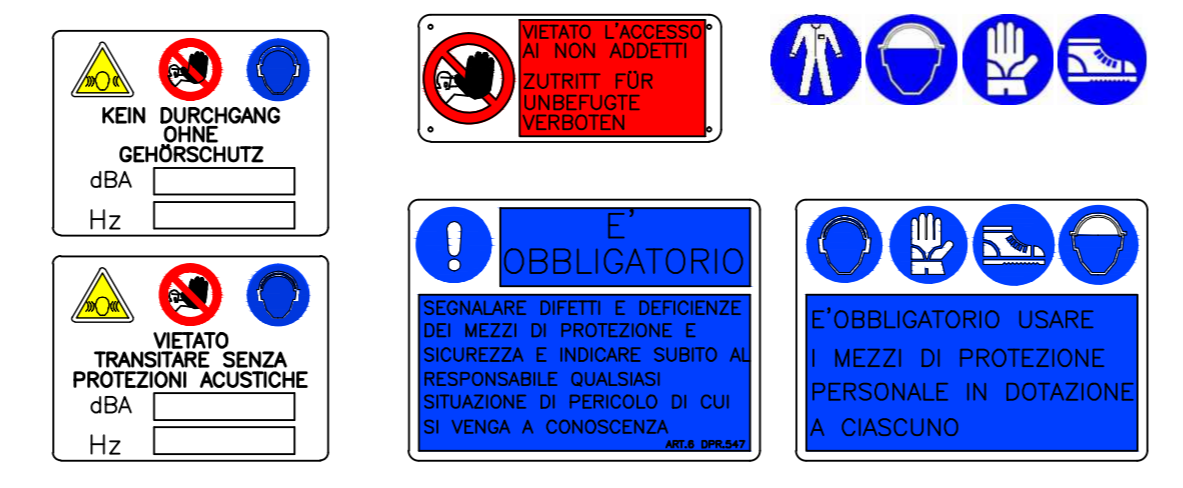 KEIN DURCHGANG
OHNE
GEHÖRSCHUTZ
dBA
Hz
VIETATO
TRANSITARE SENZA
PROTEZIONI ACUSTICHE
dBA
Hz
VIETATO L'ACCESSO
AI NON ADDETTI
ZUTRITT FÜR
UNBEFUGTE
VERBOTEN
E'
OBBLIGATORIO
SEGNALARE DIFETTI E DEFICIENZE
DEI MEZZI DI PROTEZIONE E
SICUREZZA E INDICARE SUBITO AL
RESPONSABILE QUALSIASI
SITUAZIONE DI PERICOLO DI CUI
SI VENGA A CONOSCENZA
ART.6 DPR.547
E'OBBLIGATORIO USARE
I MEZZI DI PROTEZIONE
PERSONALE IN DOTAZIONE
A CIASCUNO